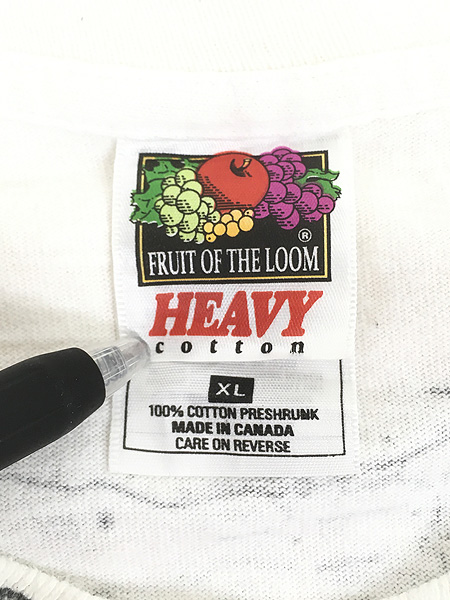 ®
FRUIT OF THE LOOM
HEAVY
cotton
XL
100% COTTON PRESHRUNK
MADE IN CANADA
CARE ON REVERSE